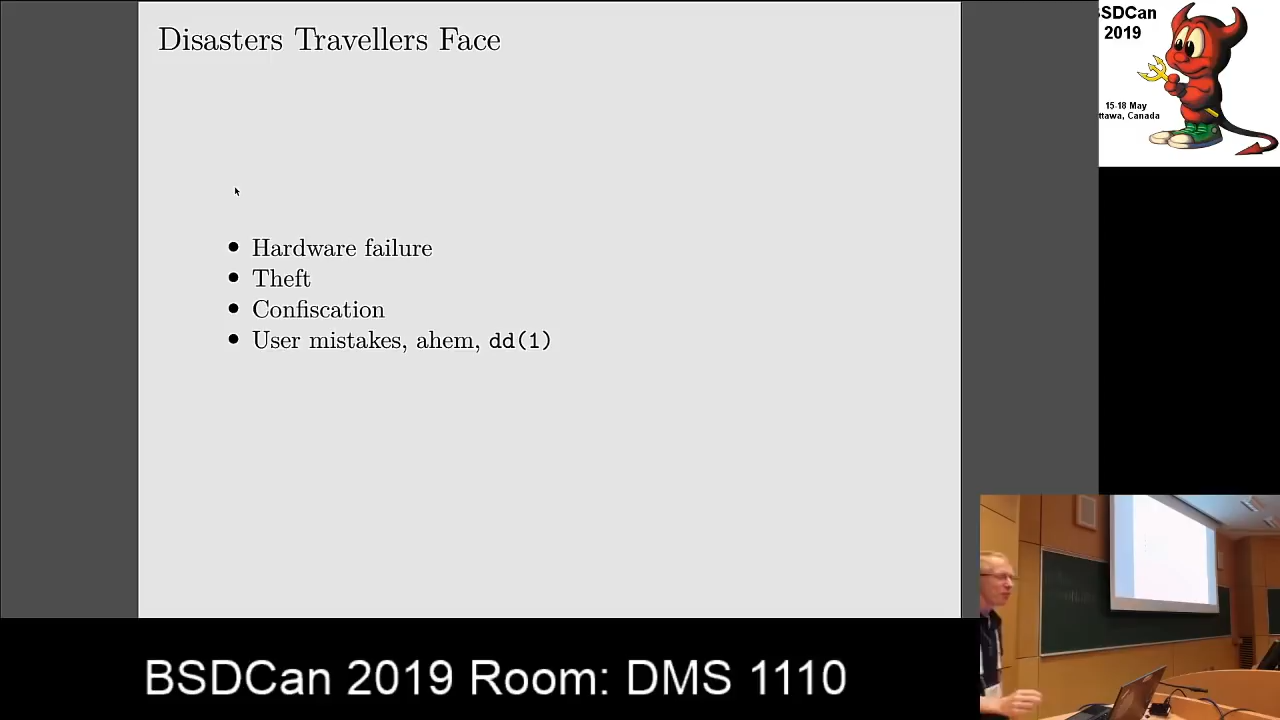 Disasters Travellers Face
• Hardware failure
• Theft
• Confiscation
• User mistakes, ahem, dd(1)
SDCan
2019
15-18 May
ttawa, Canada
BSDCan 2019 Room: DMS 1110